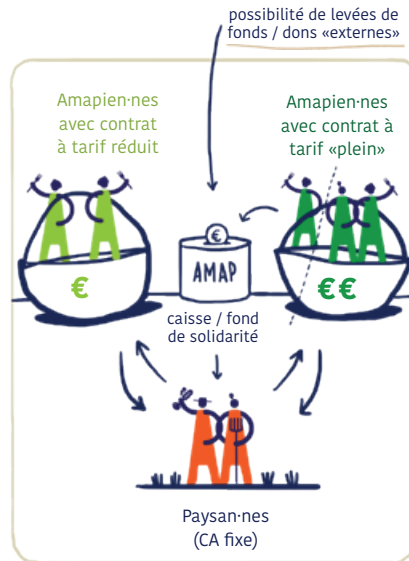 possibilité de levées de
fonds / dons «externes»
Amapien·nes
avec contrat
à tarif réduit
Amapien·nes
avec contrat à
tarif «plein»
€
AMAP
€
€€
caisse / fond
de solidarité
Paysan·nes
(CA fixe)